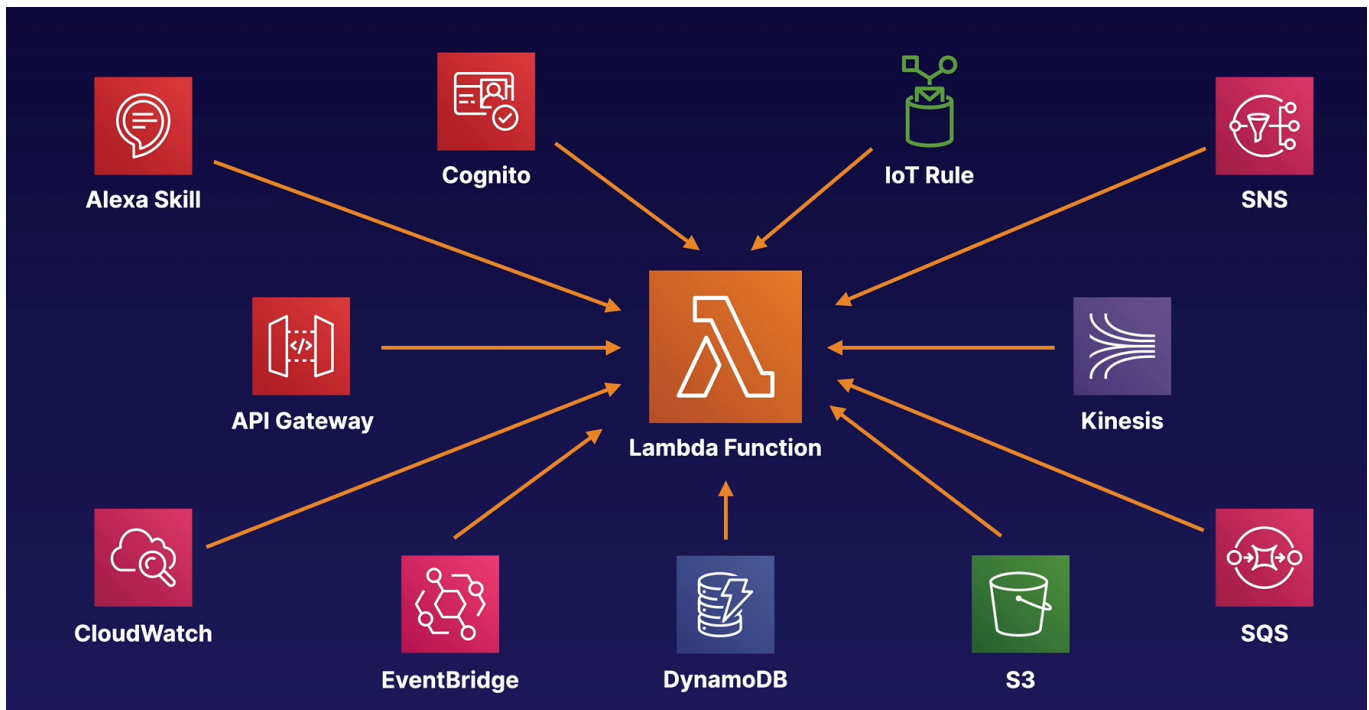 Alexa Skill
Cognito
IoT Rule
SNS
</>
API Gateway
Lambda Function
Kinesis
CloudWatch
EventBridge
DynamoDB
S3
SQS